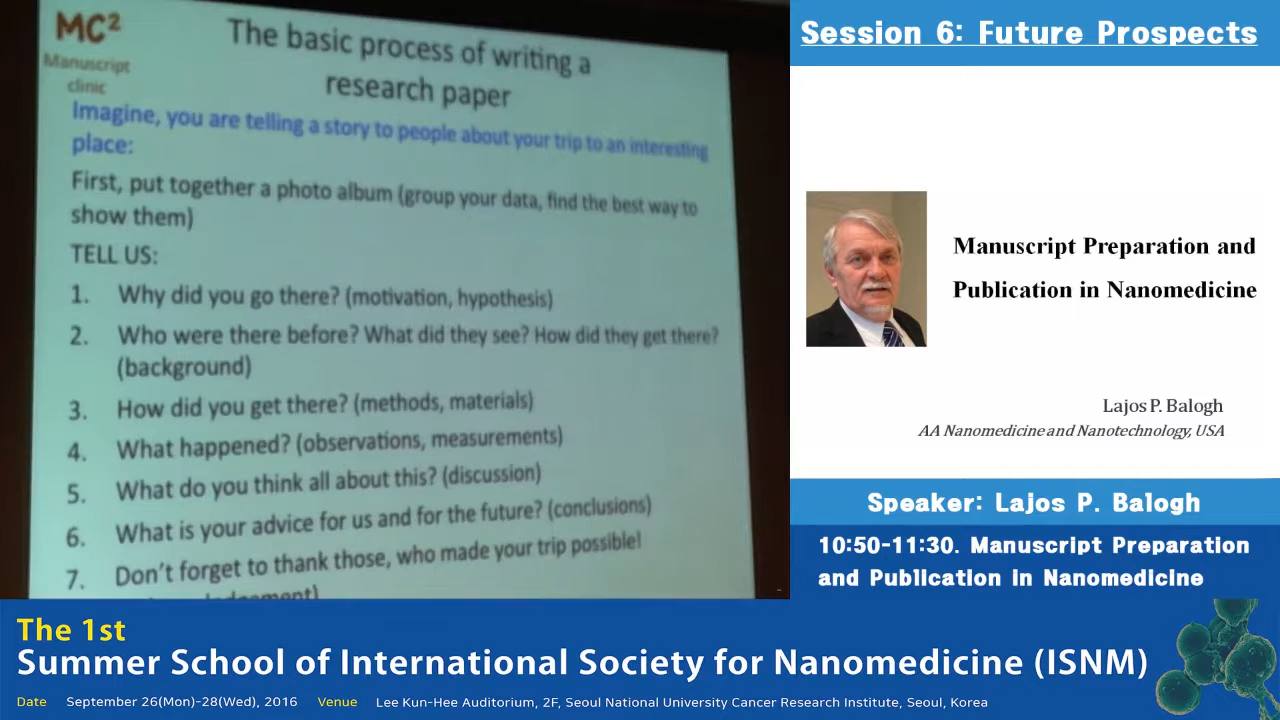 MC²
Manuscript
clinic
The basic process of writing a
research paper
Imagine, you are telling a story to people about your trip to an interesting
place:
First, put together a photo album (group your data, find the best way to
show them)
TELL US:
1. Why did you go there? (motivation, hypothesis)
2. Who were there before? What did they see? How did they get there?
(background)
3. How did you get there? (methods, materials)
4. What happened? (observations, measurements)
5. What do you think all about this? (discussion)
6. What is your advice for us and for the future? (conclusions)
7. Don't forget to thank those, who made your trip possible!
Session 6: Future Prospects
Manuscript Preparation and
Publication in Nanomedicine
Lajos P. Balogh
AA Nanomedicine and Nanotechnology, USA
Speaker: Lajos P. Balogh
10:50-11:30. Manuscript Preparation
and Publication in Nanomedicine
The 1st
Summer School of International Society for Nanomedicine (ISNM)
Date September 26(Mon)-28(Wed), 2016 Venue Lee Kun-Hee Auditorium, 2F, Seoul National University Cancer Research Institute, Seoul, Korea